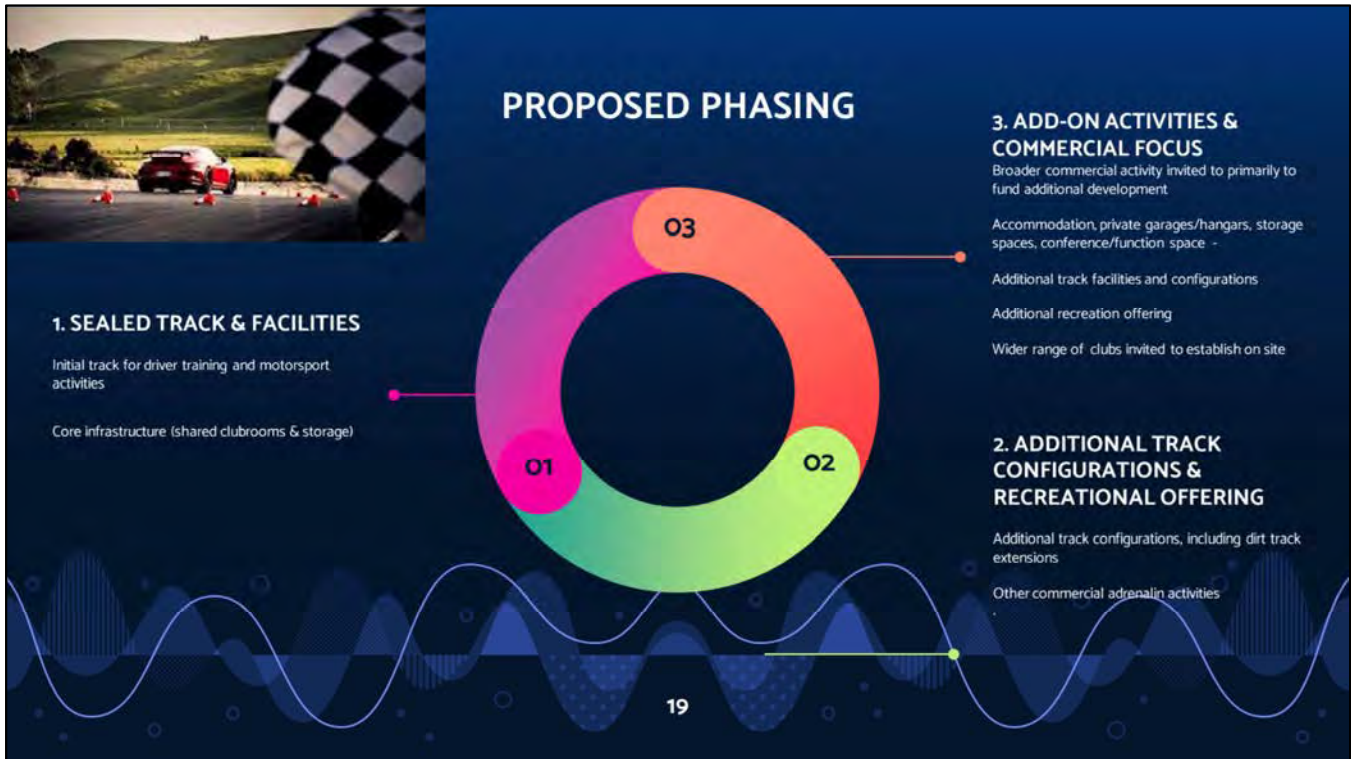 PROPOSED PHASING
1. SEALED TRACK & FACILITIES
Initial track for driver training and motorsport
activities
Core infrastructure (shared clubrooms & storage)
01
02
03
3. ADD-ON ACTIVITIES &
COMMERCIAL FOCUS
Broader commercial activity invited to primarily to
fund additional development
Accommodation, private garages/hangars, storage
spaces, conference/function space -
Additional track facilities and configurations
Additional recreation offering
Wider range of clubs invited to establish on site
2. ADDITIONAL TRACK
CONFIGURATIONS &
RECREATIONAL OFFERING
Additional track configurations, including dirt track
extensions
Other commercial adrenalin activities
.
19